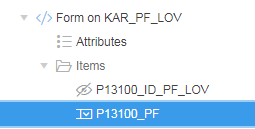 Form on KAR_PF_LOV
Attributes
Items
P13100_ID_PF_LOV
P13100_PF